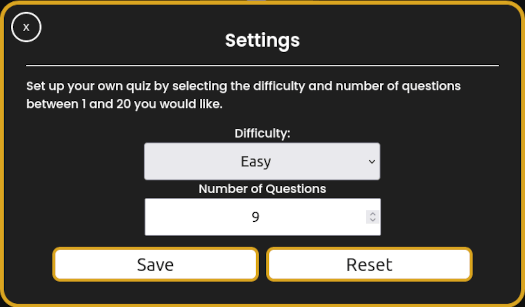 x
Settings
Set up your own quiz by selecting the difficulty and number of questions
between 1 and 20 you would like.
Difficulty:
Easy
Number of Questions
9
Save Reset